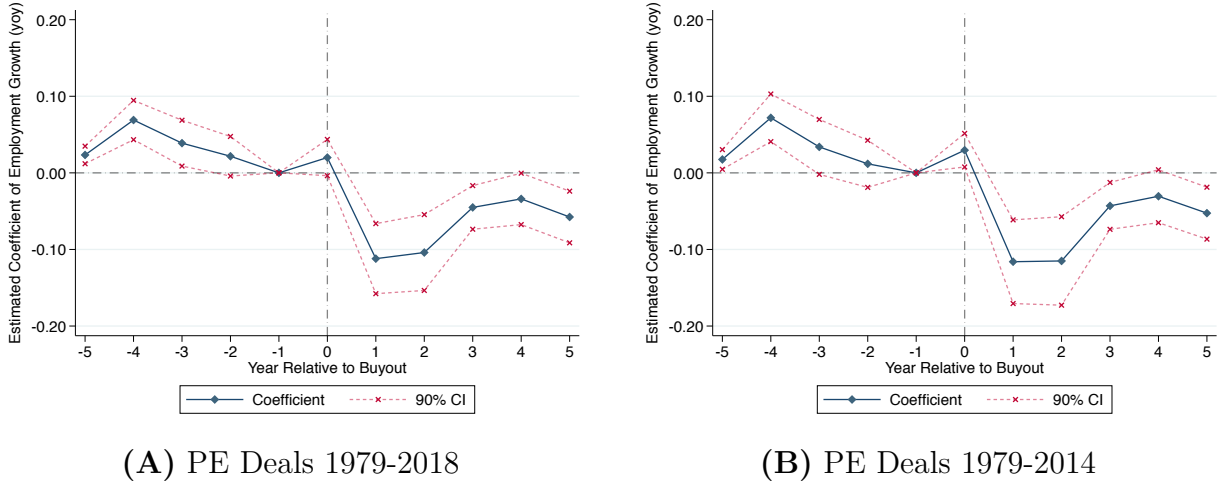 Estimated Coefficient of Employment Growth (yoy)
0.20
0.10
0.00
-0.10
-0.20
-5 -4 -3 -2 -1 0 1 2 3 4 5
Year Relative to Buyout
Coefficient 90% CI
(A) PE Deals 1979-2018
Estimated Coefficient of Employment Growth (yoy)
0.20
0.10
0.00
-0.10
-0.20
-5 -4 -3 -2 -1 0 1 2 3 4 5
Year Relative to Buyout
Coefficient 90% CI
(B) PE Deals 1979-2014